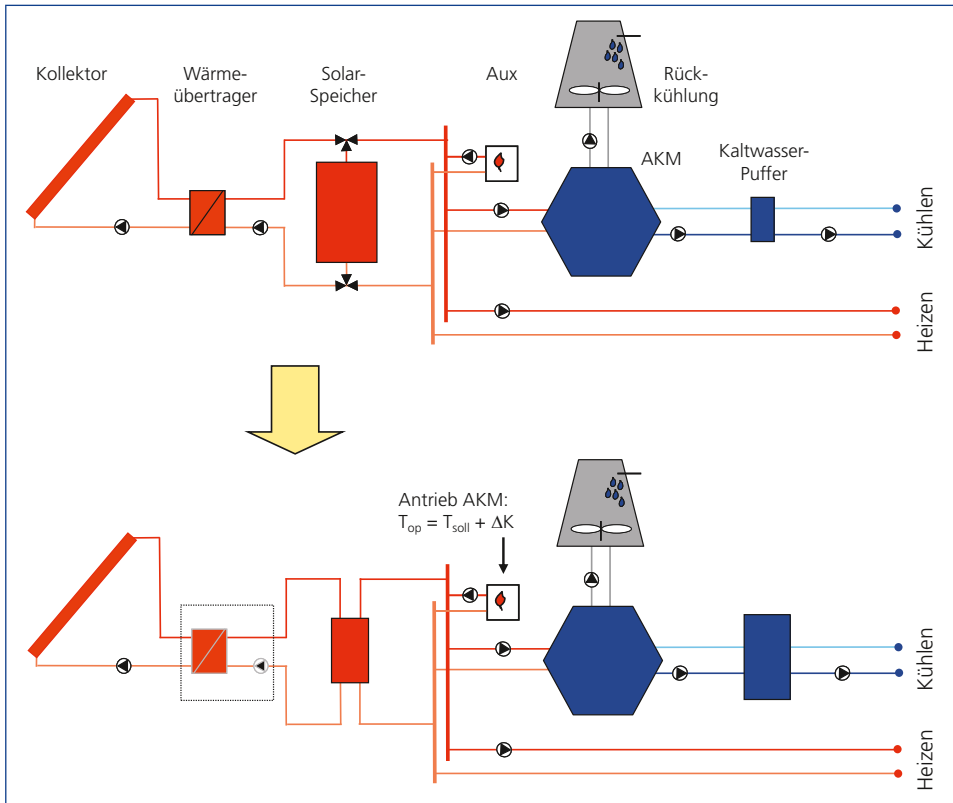 Kollektor
Wärme-
übertrager
Solar-
Speicher
Aux
Rück-
kühlung
AKM
Kaltwasser-
Puffer
Kühlen
Heizen
Antrieb AKM:
T_op = T_soll + ΔK
Kühlen
Heizen